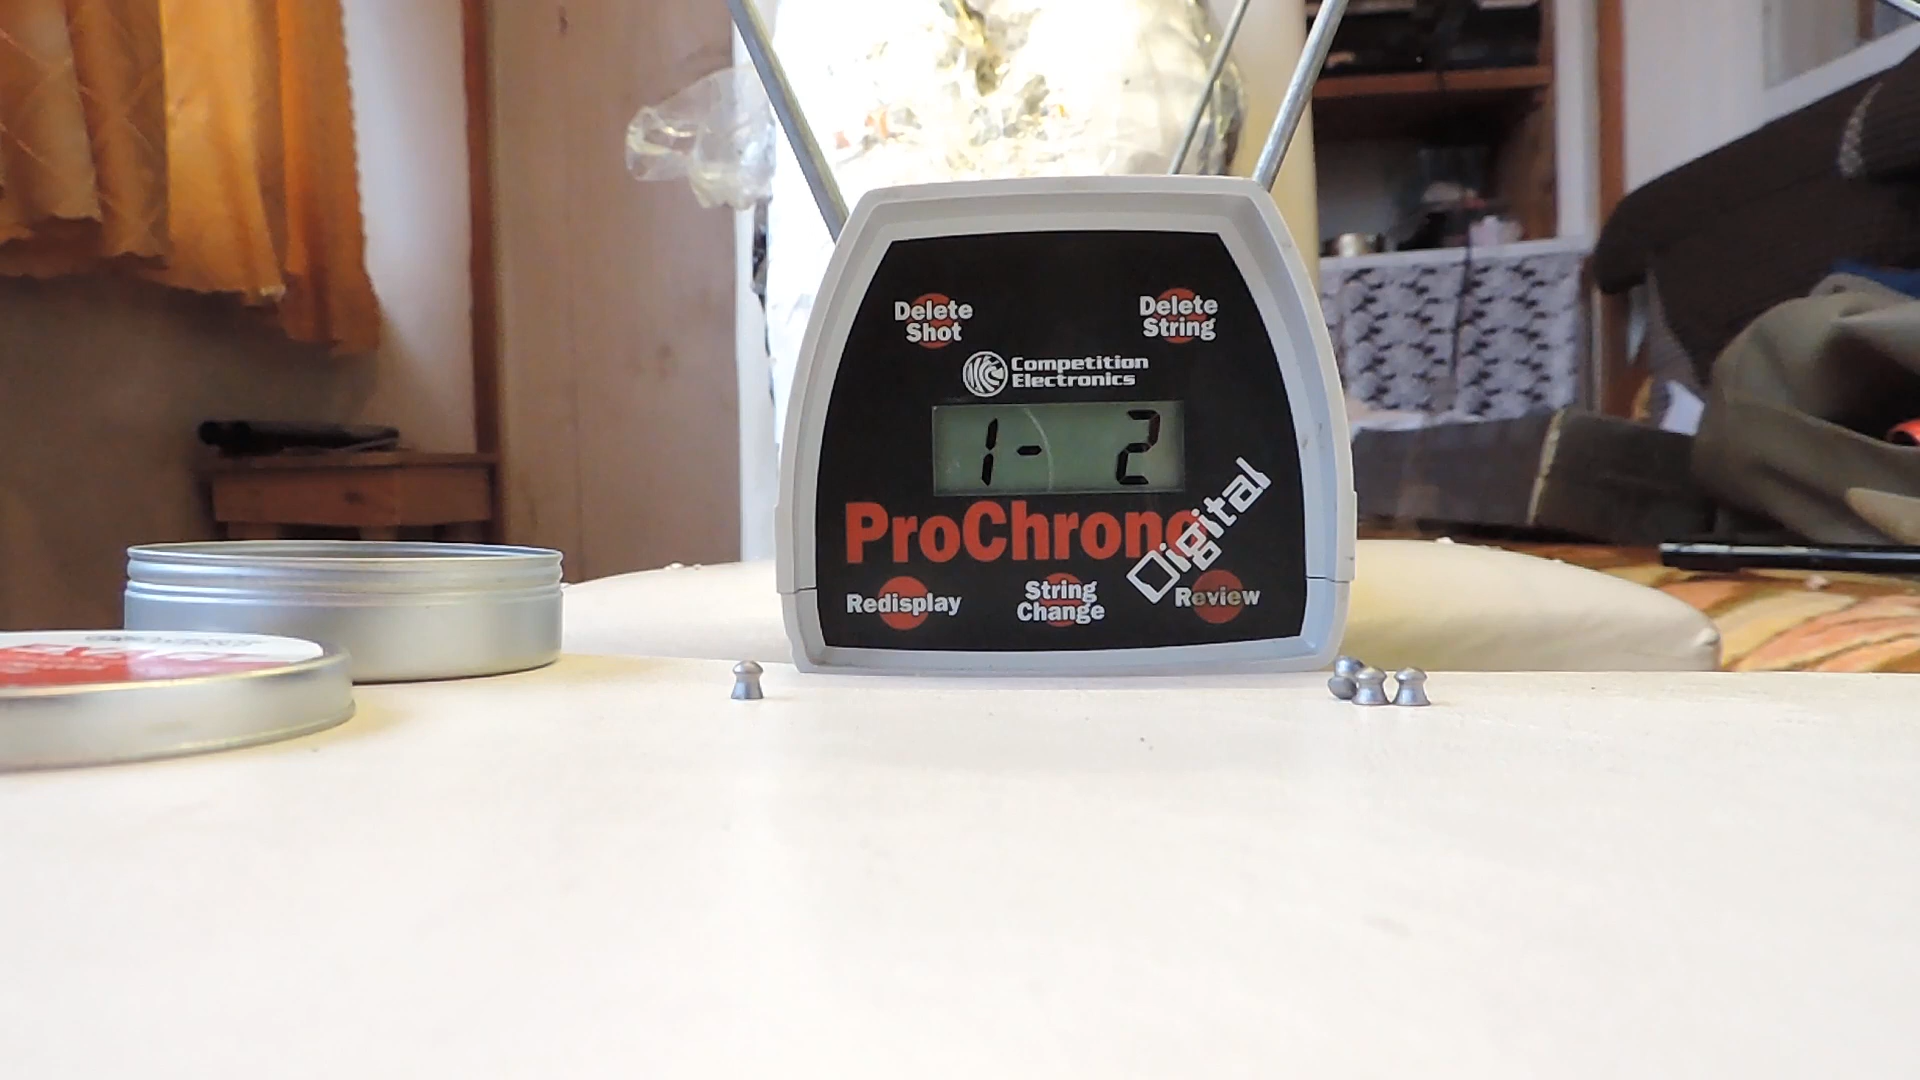 Delete
Shot
Delete
String
Competition
Electronics
1- 2
ProChrono
Digital
Redisplay
String
Change
Review